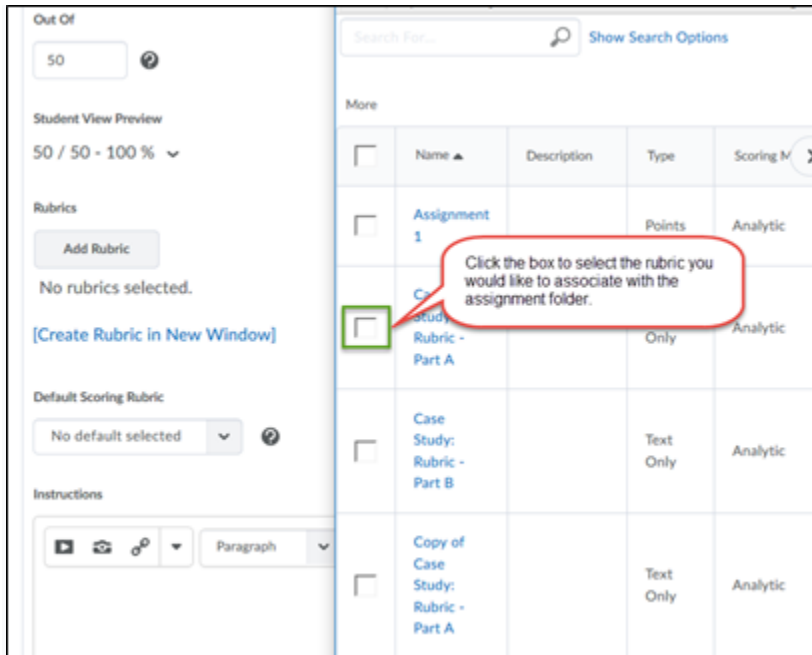 Out Of
50
Student View Preview
50 / 50 - 100 %
Rubrics
Add Rubric
No rubrics selected.
[Create Rubric in New Window]
Default Scoring Rubric
No default selected
Instructions
Paragraph
Search For...
Show Search Options
More
Name
Description
Type
Scoring M
Assignment
1
Points
Analytic
Click the box to select the rubric you
would like to associate with the
assignment folder.
Study:
Rubric -
Part A
Only
Analytic
Case
Study:
Rubric -
Part B
Text
Only
Analytic
Copy of
Case
Study:
Rubric -
Part A
Text
Only
Analytic